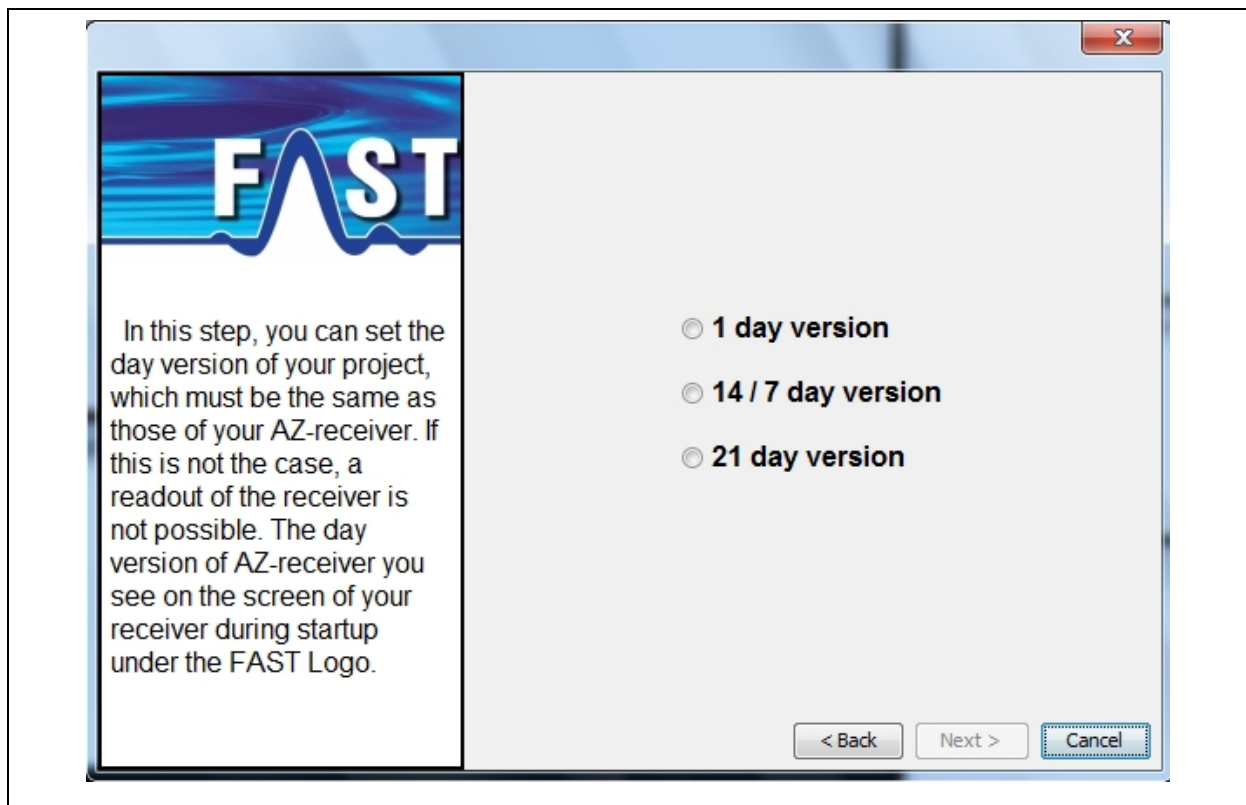 X
FAST
In this step, you can set the
day version of your project,
which must be the same as
those of your AZ-receiver. If
this is not the case, a
readout of the receiver is
not possible. The day
version of AZ-receiver you
see on the screen of your
receiver during startup
under the FAST Logo.
1 day version
14 / 7 day version
21 day version
< Back
Next >
Cancel